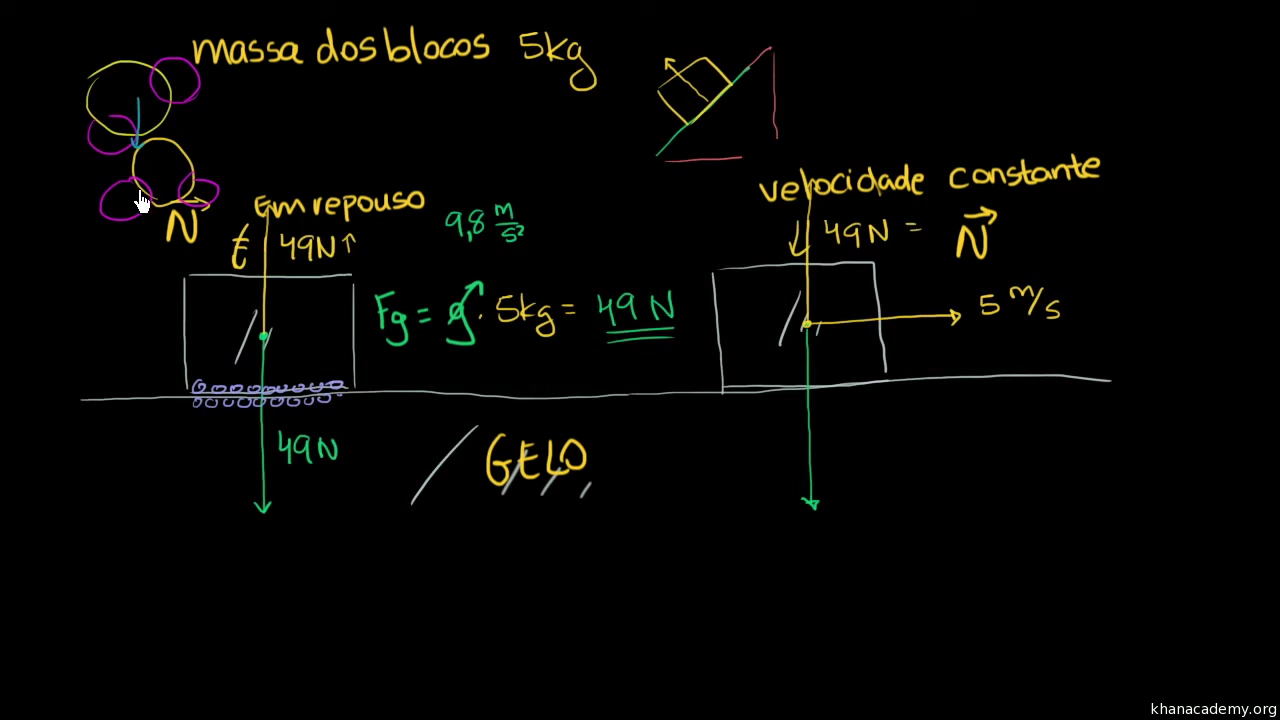 massa dos blocos 5kg
velocidade constante
Em repouso
N
49N↑
9,8 m/s²
49N = N
Fg = g · 5kg = 49 N
5 m/s
49N
GELO
khanacademy.org